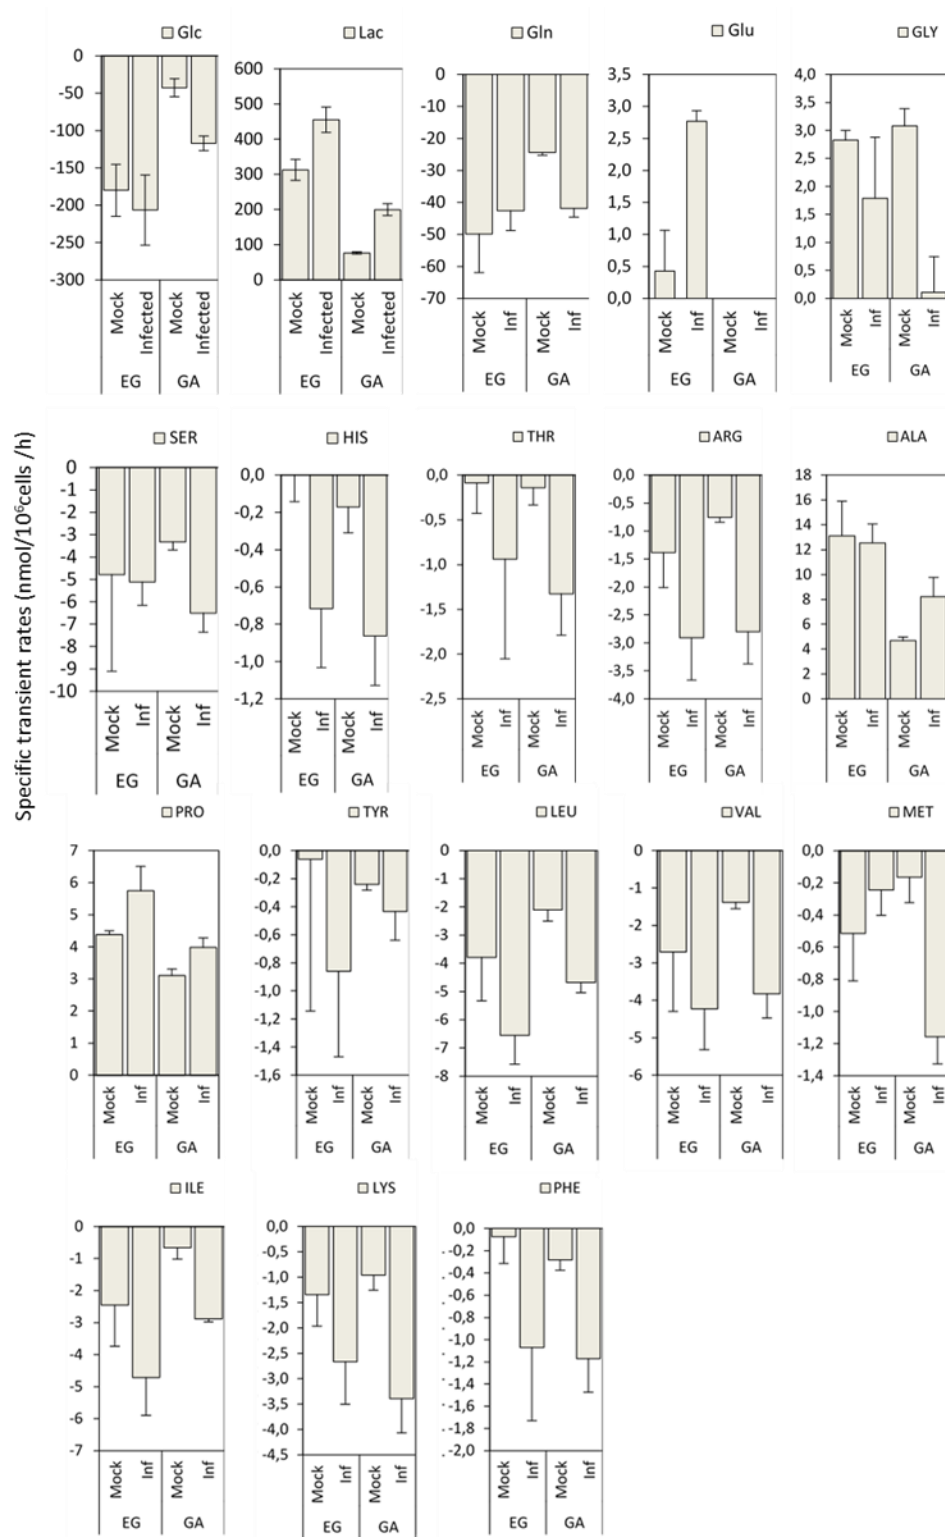 Specific transient rates (nmol/10⁶cells /h)
Glc
0
-50
-100
-150
-200
-250
-300
Mock
Infected
Mock
Infected
EG
GA
Lac
600
500
400
300
200
100
0
Mock
Infected
Mock
Infected
EG
GA
Gln
0
-10
-20
-30
-40
-50
-60
-70
Mock
Inf
Mock
Inf
EG
GA
Glu
3,5
3,0
2,5
2,0
1,5
1,0
0,5
0,0
Mock
Inf
Mock
Inf
EG
GA
GLY
4,0
3,5
3,0
2,5
2,0
1,5
1,0
0,5
0,0
Mock
Inf
Mock
Inf
EG
GA
SER
0
-1
-2
-3
-4
-5
-6
-7
-8
-9
-10
Mock
Inf
Mock
Inf
EG
GA
HIS
0,0
-0,2
-0,4
-0,6
-0,8
-1,0
-1,2
Mock
Inf
Mock
Inf
EG
GA
THR
0,0
-0,5
-1,0
-1,5
-2,0
-2,5
Mock
Inf
Mock
Inf
EG
GA
ARG
0,0
-0,5
-1,0
-1,5
-2,0
-2,5
-3,0
-3,5
-4,0
Mock
Inf
Mock
Inf
EG
GA
ALA
18
16
14
12
10
8
6
4
2
0
Mock
Inf
Mock
Inf
EG
GA
PRO
7
6
5
4
3
2
1
0
Mock
Inf
Mock
Inf
EG
GA
TYR
0,0
-0,2
-0,4
-0,6
-0,8
-1,0
-1,2
-1,4
-1,6
Mock
Inf
Mock
Inf
EG
GA
LEU
0
-1
-2
-3
-4
-5
-6
-7
-8
Mock
Inf
Mock
Inf
EG
GA
VAL
0
-1
-2
-3
-4
-5
-6
Mock
Inf
Mock
Inf
EG
GA
MET
0,0
-0,2
-0,4
-0,6
-0,8
-1,0
-1,2
-1,4
Mock
Inf
Mock
Inf
EG
GA
ILE
0
-1
-2
-3
-4
-5
-6
-7
Mock
Inf
Mock
Inf
EG
GA
LYS
0,0
-0,5
-1,0
-1,5
-2,0
-2,5
-3,0
-3,5
-4,0
-4,5
Mock
Inf
Mock
Inf
EG
GA
PHE
0,0
-0,2
-0,4
-0,6
-0,8
-1,0
-1,2
-1,4
-1,6
-1,8
-2,0
Mock
Inf
Mock
Inf
EG
GA